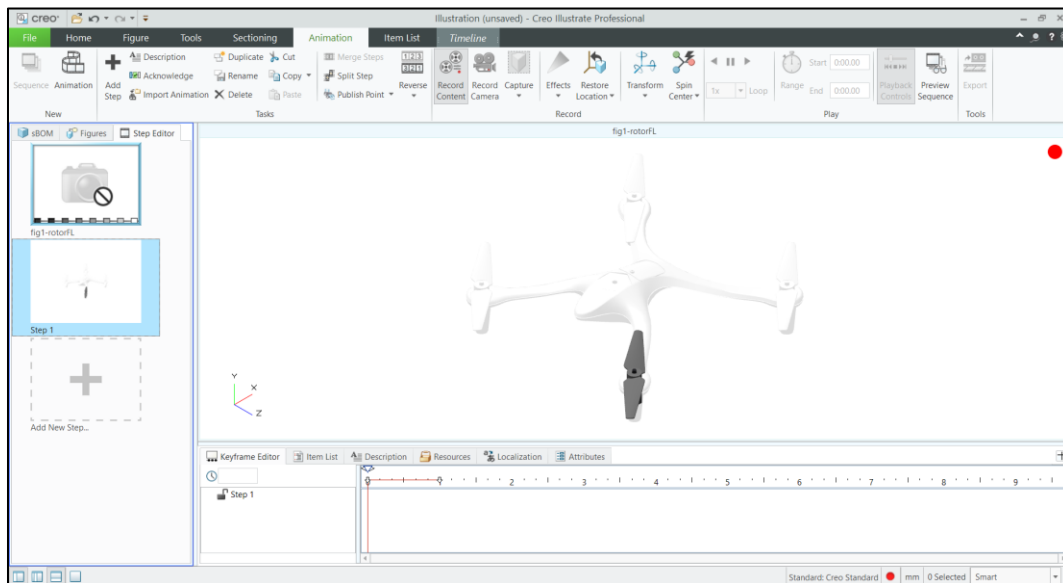 creo
Illustration (unsaved) - Creo Illustrate Professional
File Home Figure Tools Sectioning Animation Item List Timeline
Sequence Animation
New
Add Step
Description
Acknowledge
Import Animation
Duplicate
Rename
Delete
Cut
Copy
Paste
Merge Steps
Split Step
Publish Point
Reverse
Tasks
Record Content
Record Camera
Capture
Effects
Restore Location
Transform
Spin Center
Record
1x Loop
Range
Start 0:00.00
End 0:00.00
Playback Controls
Preview Sequence
Play
Export
Tools
sBOM Figures Step Editor
fig1-rotorFL
fig1-rotorFL
Step 1
Add New Step...
Y
X
Z
Keyframe Editor Item List Description Resources Localization Attributes
2 3 4 5 6 7 8 9
Step 1
Standard: Creo Standard mm 0 Selected Smart